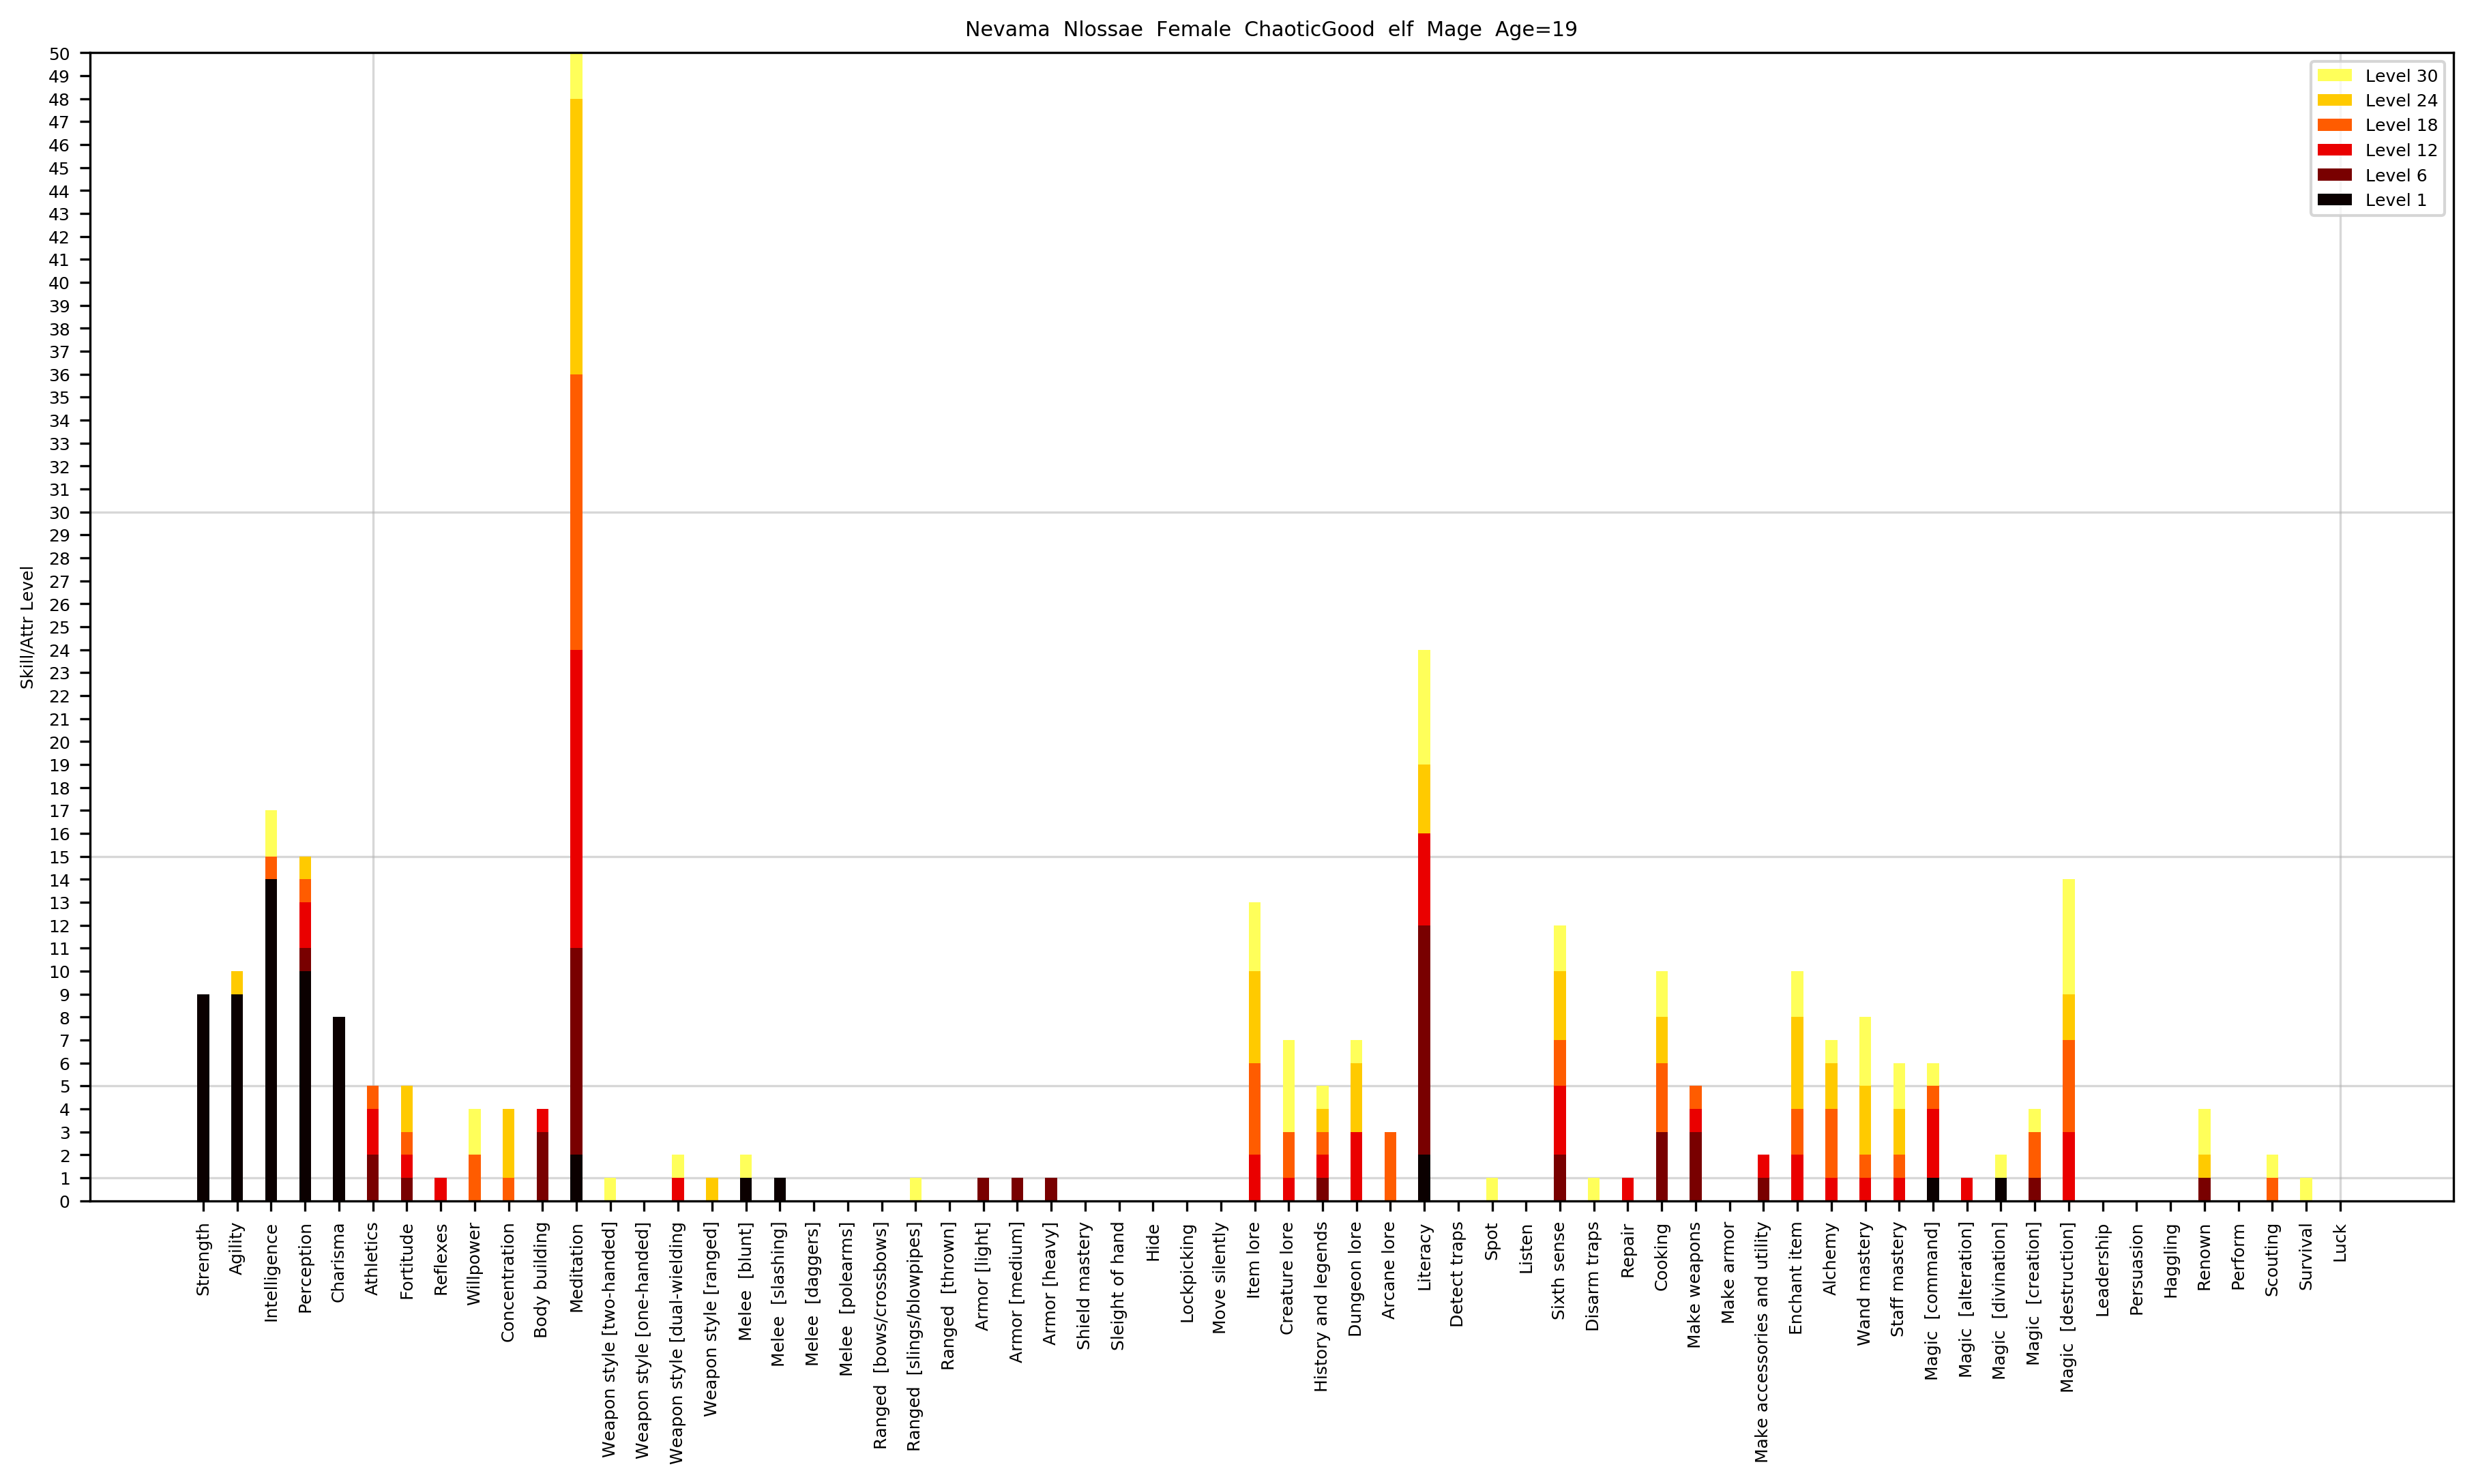 Nevama  Nlossae  Female  ChaoticGood  elf  Mage  Age=19
50
49
48
47
46
45
44
43
42
41
40
39
38
37
36
35
34
33
32
31
30
29
28
27
26
25
24
23
22
21
20
19
18
17
16
15
14
13
12
11
10
9
8
7
6
5
4
3
2
1
0
Skill/Attr Level
Level 30
Level 24
Level 18
Level 12
Level 6
Level 1
Strength
Agility
Intelligence
Perception
Charisma
Athletics
Fortitude
Reflexes
Willpower
Concentration
Body building
Meditation
Weapon style [two-handed]
Weapon style [one-handed]
Weapon style [dual-wielding
Weapon style [ranged]
Melee  [blunt]
Melee  [slashing]
Melee  [daggers]
Melee  [polearms]
Ranged  [bows/crossbows]
Ranged  [slings/blowpipes]
Ranged  [thrown]
Armor [light]
Armor [medium]
Armor [heavy]
Shield mastery
Sleight of hand
Hide
Lockpicking
Move silently
Item lore
Creature lore
History and legends
Dungeon lore
Arcane lore
Literacy
Detect traps
Spot
Listen
Sixth sense
Disarm traps
Repair
Cooking
Make weapons
Make armor
Make accessories and utility
Enchant item
Alchemy
Wand mastery
Staff mastery
Magic  [command]
Magic  [alteration]
Magic  [divination]
Magic  [creation]
Magic  [destruction]
Leadership
Persuasion
Haggling
Renown
Perform
Scouting
Survival
Luck